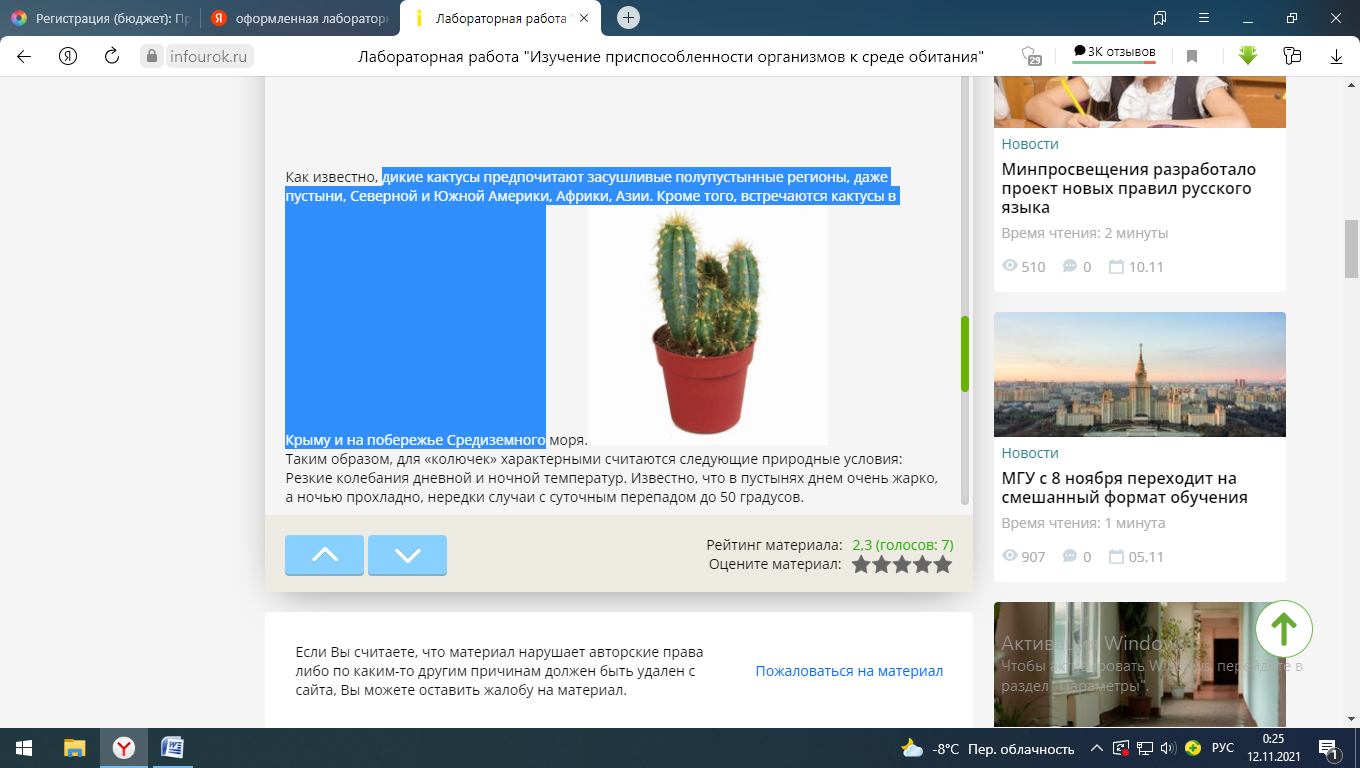 Регистрация (бюджет): Пр
оформленная лабораторн
Лабораторная работа "
infourok.ru
Лабораторная работа "Изучение приспособленности организмов к среде обитания"
29
3К отзывов
Как известно, дикие кактусы предпочитают засушливые полупустынные регионы, даже
пустыни, Северной и Южной Америки, Африки, Азии. Кроме того, встречаются кактусы в
Крыму и на побережье Средиземного моря.
Таким образом, для «колючек» характерными считаются следующие природные условия:
Резкие колебания дневной и ночной температур. Известно, что в пустынях днем очень жарко,
а ночью прохладно, нередки случаи с суточным перепадом до 50 градусов.
Рейтинг материала: 2,3 (голосов: 7)
Оцените материал:
Если Вы считаете, что материал нарушает авторские права
либо по каким-то другим причинам должен быть удален с
сайта, Вы можете оставить жалобу на материал.
Пожаловаться на материал
Новости
Минпросвещения разработало
проект новых правил русского
языка
Время чтения: 2 минуты
510 0 10.11
Новости
МГУ с 8 ноября переходит на
смешанный формат обучения
Время чтения: 1 минута
907 0 05.11
Активация Windows
Чтобы активировать Windows, перейдите в
раздел "Параметры".
-8°C Пер. облачность
РУС
0:25
12.11.2021
1